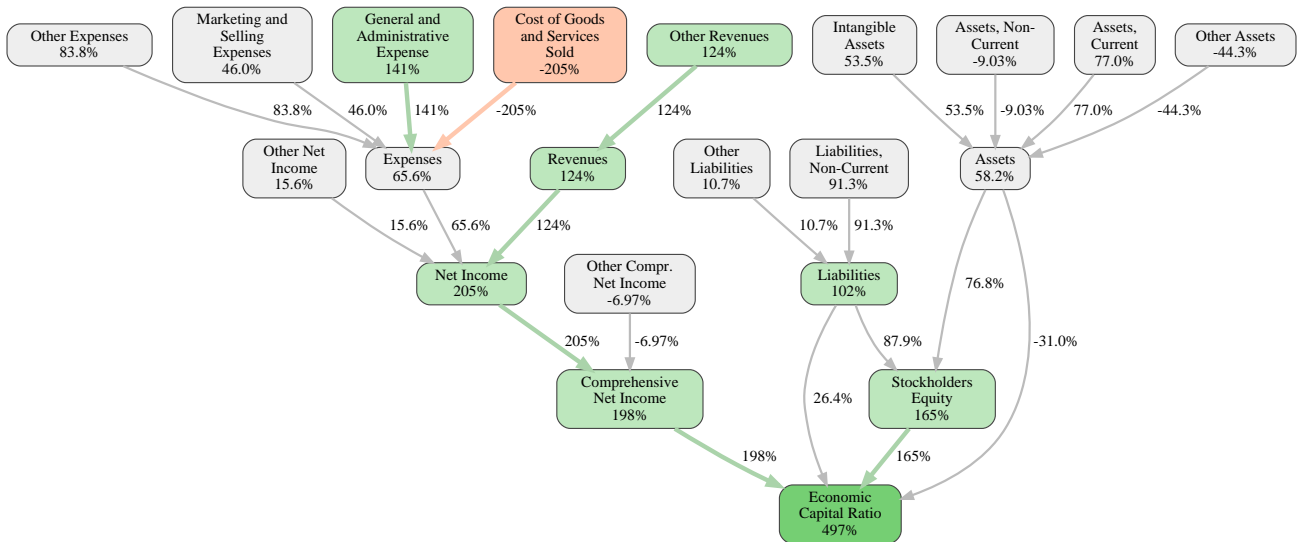 Other Expenses
83.8%
Marketing and
Selling
Expenses
46.0%
General and
Administrative
Expense
141%
Cost of Goods
and Services
Sold
-205%
Other Revenues
124%
Intangible
Assets
53.5%
Assets, Non-
Current
-9.03%
Assets,
Current
77.0%
Other Assets
-44.3%
83.8%
46.0%
141%
-205%
124%
53.5%
-9.03%
77.0%
-44.3%
Other Net
Income
15.6%
Expenses
65.6%
Revenues
124%
Other
Liabilities
10.7%
Liabilities,
Non-Current
91.3%
Assets
58.2%
15.6%
65.6%
124%
10.7%
91.3%
Net Income
205%
Other Compr.
Net Income
-6.97%
Liabilities
102%
76.8%
205%
-6.97%
87.9%
-31.0%
Comprehensive
Net Income
198%
26.4%
Stockholders
Equity
165%
198%
165%
Economic
Capital Ratio
497%